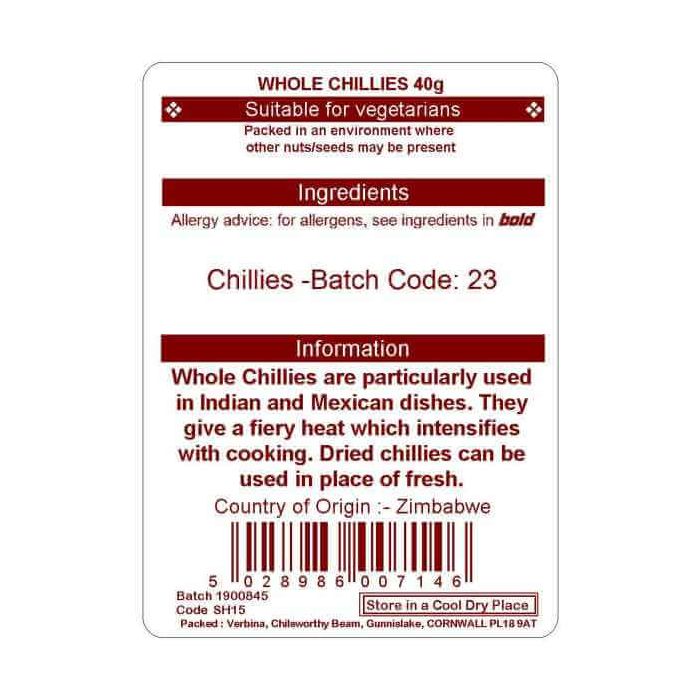 WHOLE CHILLIES 40g
Suitable for vegetarians
Packed in an environment where
other nuts/seeds may be present
Ingredients
Allergy advice: for allergens, see ingredients in bold
Chillies -Batch Code: 23
Information
Whole Chillies are particularly used
in Indian and Mexican dishes. They
give a fiery heat which intensifies
with cooking. Dried chillies can be
used in place of fresh.
Country of Origin :- Zimbabwe
5 028986 007146
Batch 1900845
Code SH15
Store in a Cool Dry Place
Packed : Verbina, Chileworthy Beam, Gunnislake, CORNWALL PL18 9AT